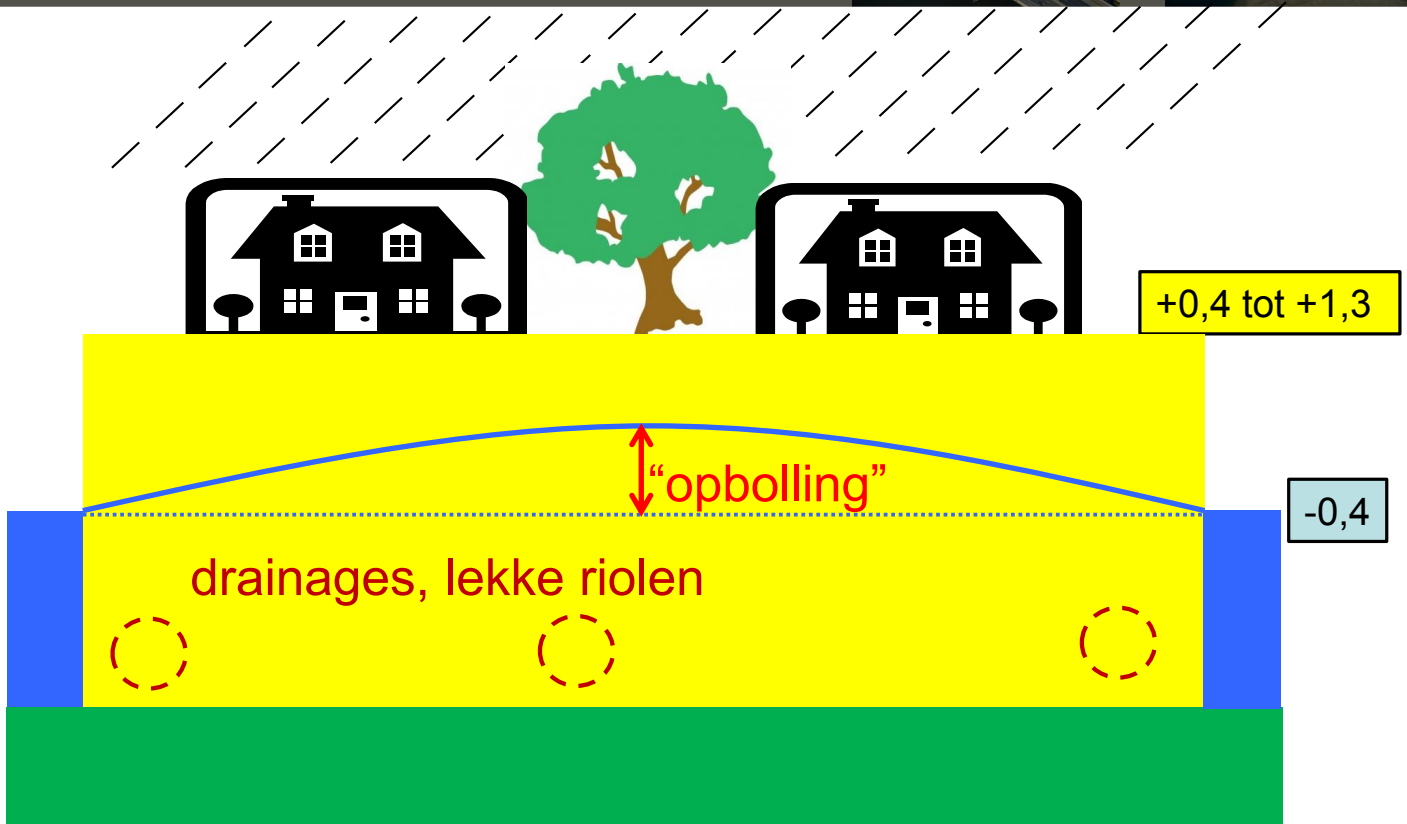 +0,4 tot +1,3
“opbolling”
-0,4
drainages, lekke riolen